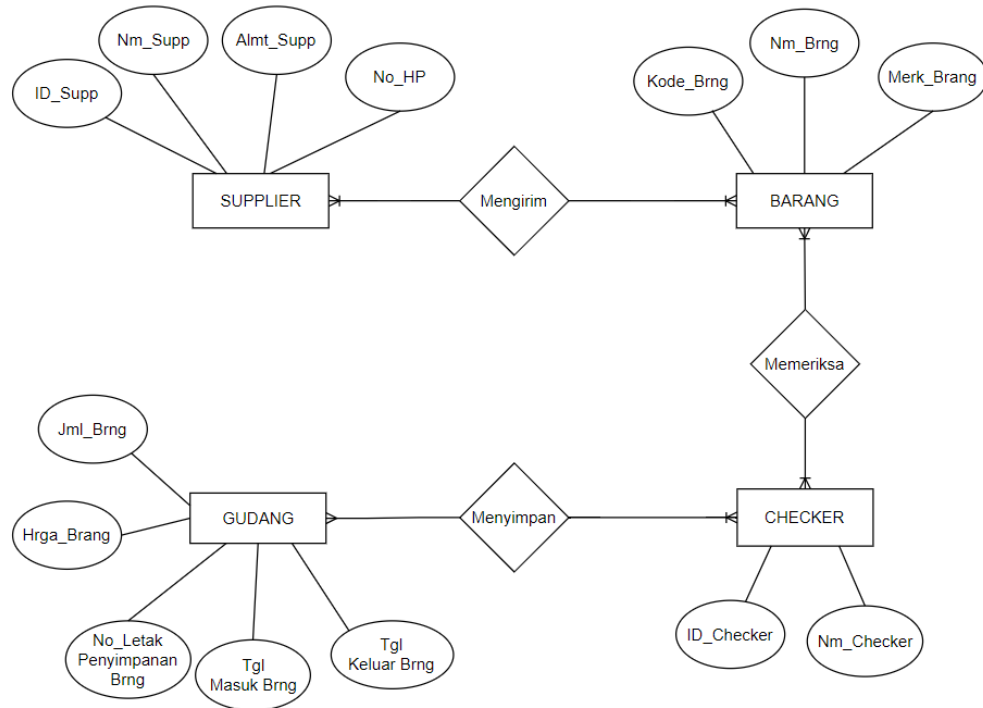 Nm_Supp
Almt_Supp
No_HP
ID_Supp
Nm_Brng
Kode_Brng
Merk_Brang
SUPPLIER
Mengirim
BARANG
Memeriksa
Jml_Brng
Hrga_Brang
GUDANG
Menyimpan
CHECKER
No_Letak
Penyimpanan
Brng
Tgl
Masuk Brng
Tgl
Keluar Brng
ID_Checker
Nm_Checker